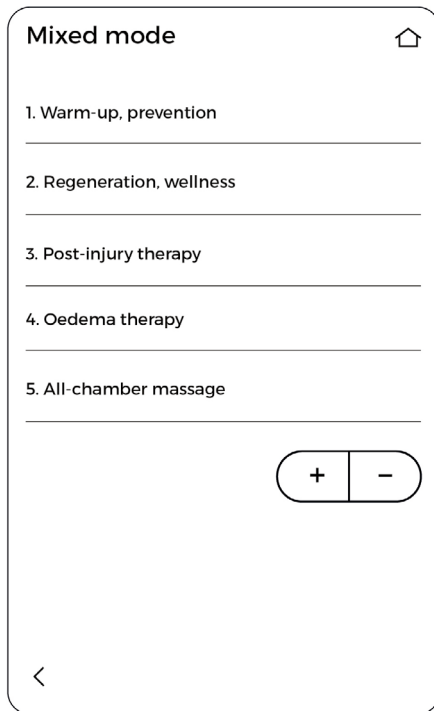 Mixed mode
1. Warm-up, prevention
2. Regeneration, wellness
3. Post-injury therapy
4. Oedema therapy
5. All-chamber massage
+ −